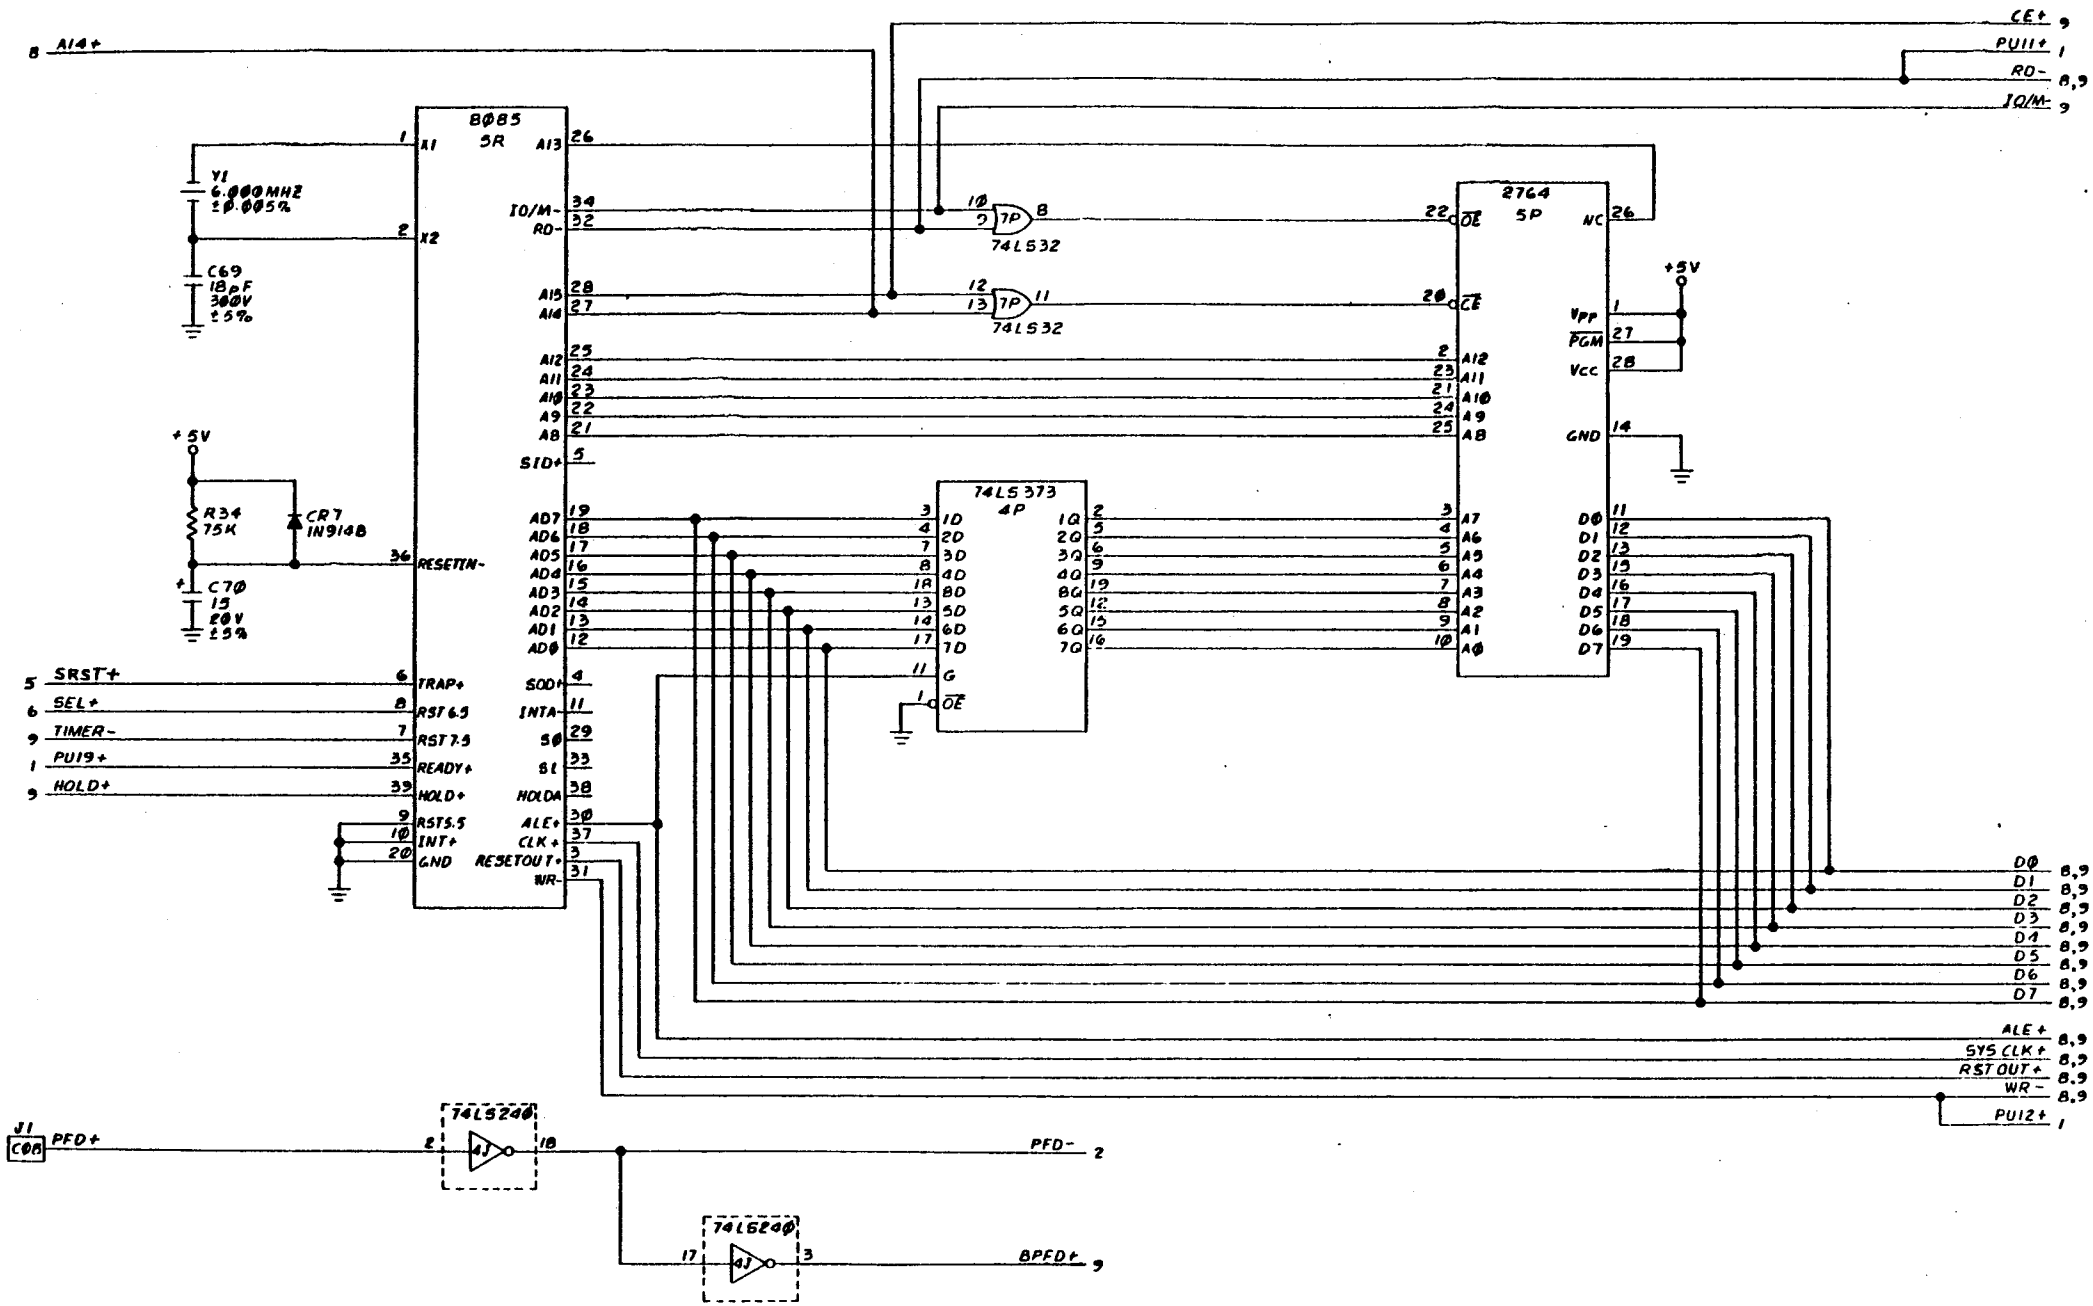 CE+ 9
8 A14+
PU11+ 1
RD- 8,9
IO/M- 9
8085
5R
1 X1
A13 26
Y1
6.000MHZ
±0.005%
2 X2
C69
18pF
300V
±5%
IO/M- 34
RD- 32
10
9
7P
8
74LS32
A15 28
A14 27
12
13
7P
11
74LS32
2764
5P
22 OE
NC 26
20 CE
+5V
VPP 1
PGM 27
VCC 28
A12 25
A11 24
A10 23
A9 22
A8 21
2 A12
23 A11
21 A10
24 A9
25 A8
GND 14
SID+ 5
+5V
R34
75K
CR7
1N914B
36 RESETIN-
+
C70
15
20V
±5%
74LS373
4P
AD7 19
AD6 18
AD5 17
AD4 16
AD3 15
AD2 14
AD1 13
AD0 12
3 1D
4 2D
7 3D
8 4D
18 8D
13 5D
14 6D
17 7D
11 G
1 OE
1Q 2
2Q 5
3Q 6
4Q 9
8Q 19
5Q 12
6Q 15
7Q 16
3 A7
4 A6
5 A5
6 A4
7 A3
8 A2
9 A1
10 A0
D0 11
D1 12
D2 13
D3 15
D4 16
D5 17
D6 18
D7 19
5 SRST+ 6 TRAP+
6 SEL+ 8 RST6.5
9 TIMER- 7 RST7.5
1 PU19+ 35 READY+
9 HOLD+ 39 HOLD+
9 RST5.5
10 INT+
20 GND
SOD+ 4
INTA- 11
S0 29
S1 33
HOLDA 38
ALE+ 30
CLK+ 37
RESETOUT+ 3
WR- 31
D0 8,9
D1 8,9
D2 8,9
D3 8,9
D4 8,9
D5 8,9
D6 8,9
D7 8,9
ALE+ 8,9
SYS CLK+ 8,9
RST OUT+ 8,9
WR- 8,9
PU12+ 1
J1
C08
PFD+
74LS240
2 4J 18
PFD- 2
74LS240
17 4J 3
BPFD+ 9